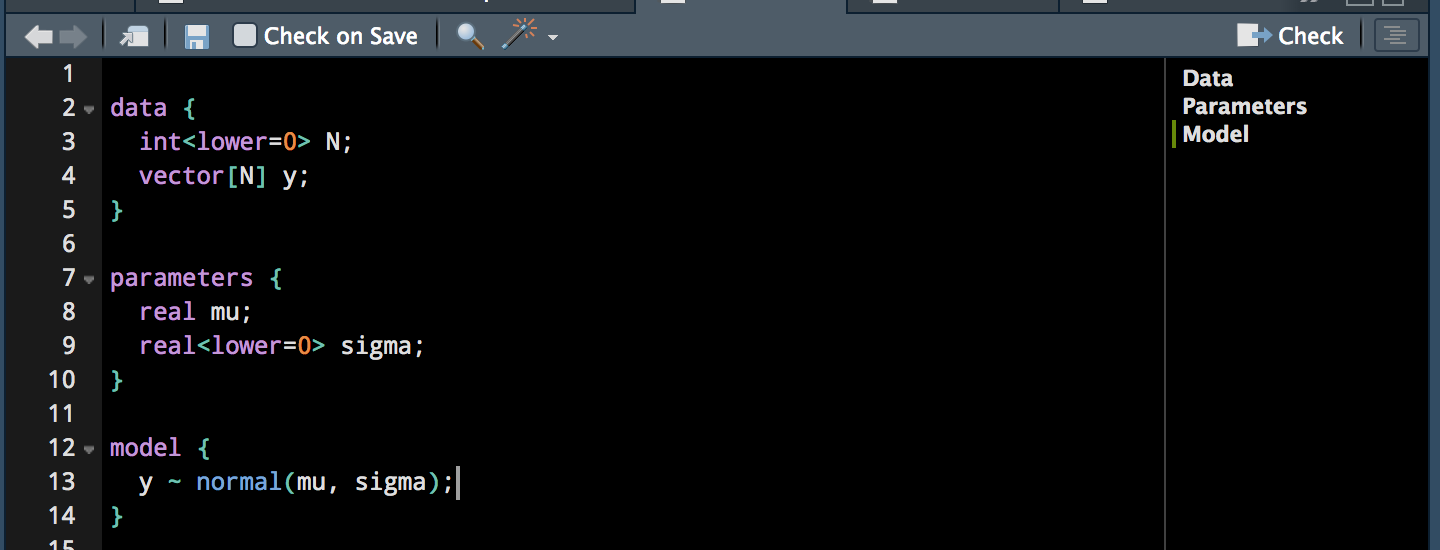 Check on Save Check
1
2 data {
3   int<lower=0> N;
4   vector[N] y;
5 }
6
7 parameters {
8   real mu;
9   real<lower=0> sigma;
10 }
11
12 model {
13   y ~ normal(mu, sigma);
14 }
15
Data
Parameters
Model